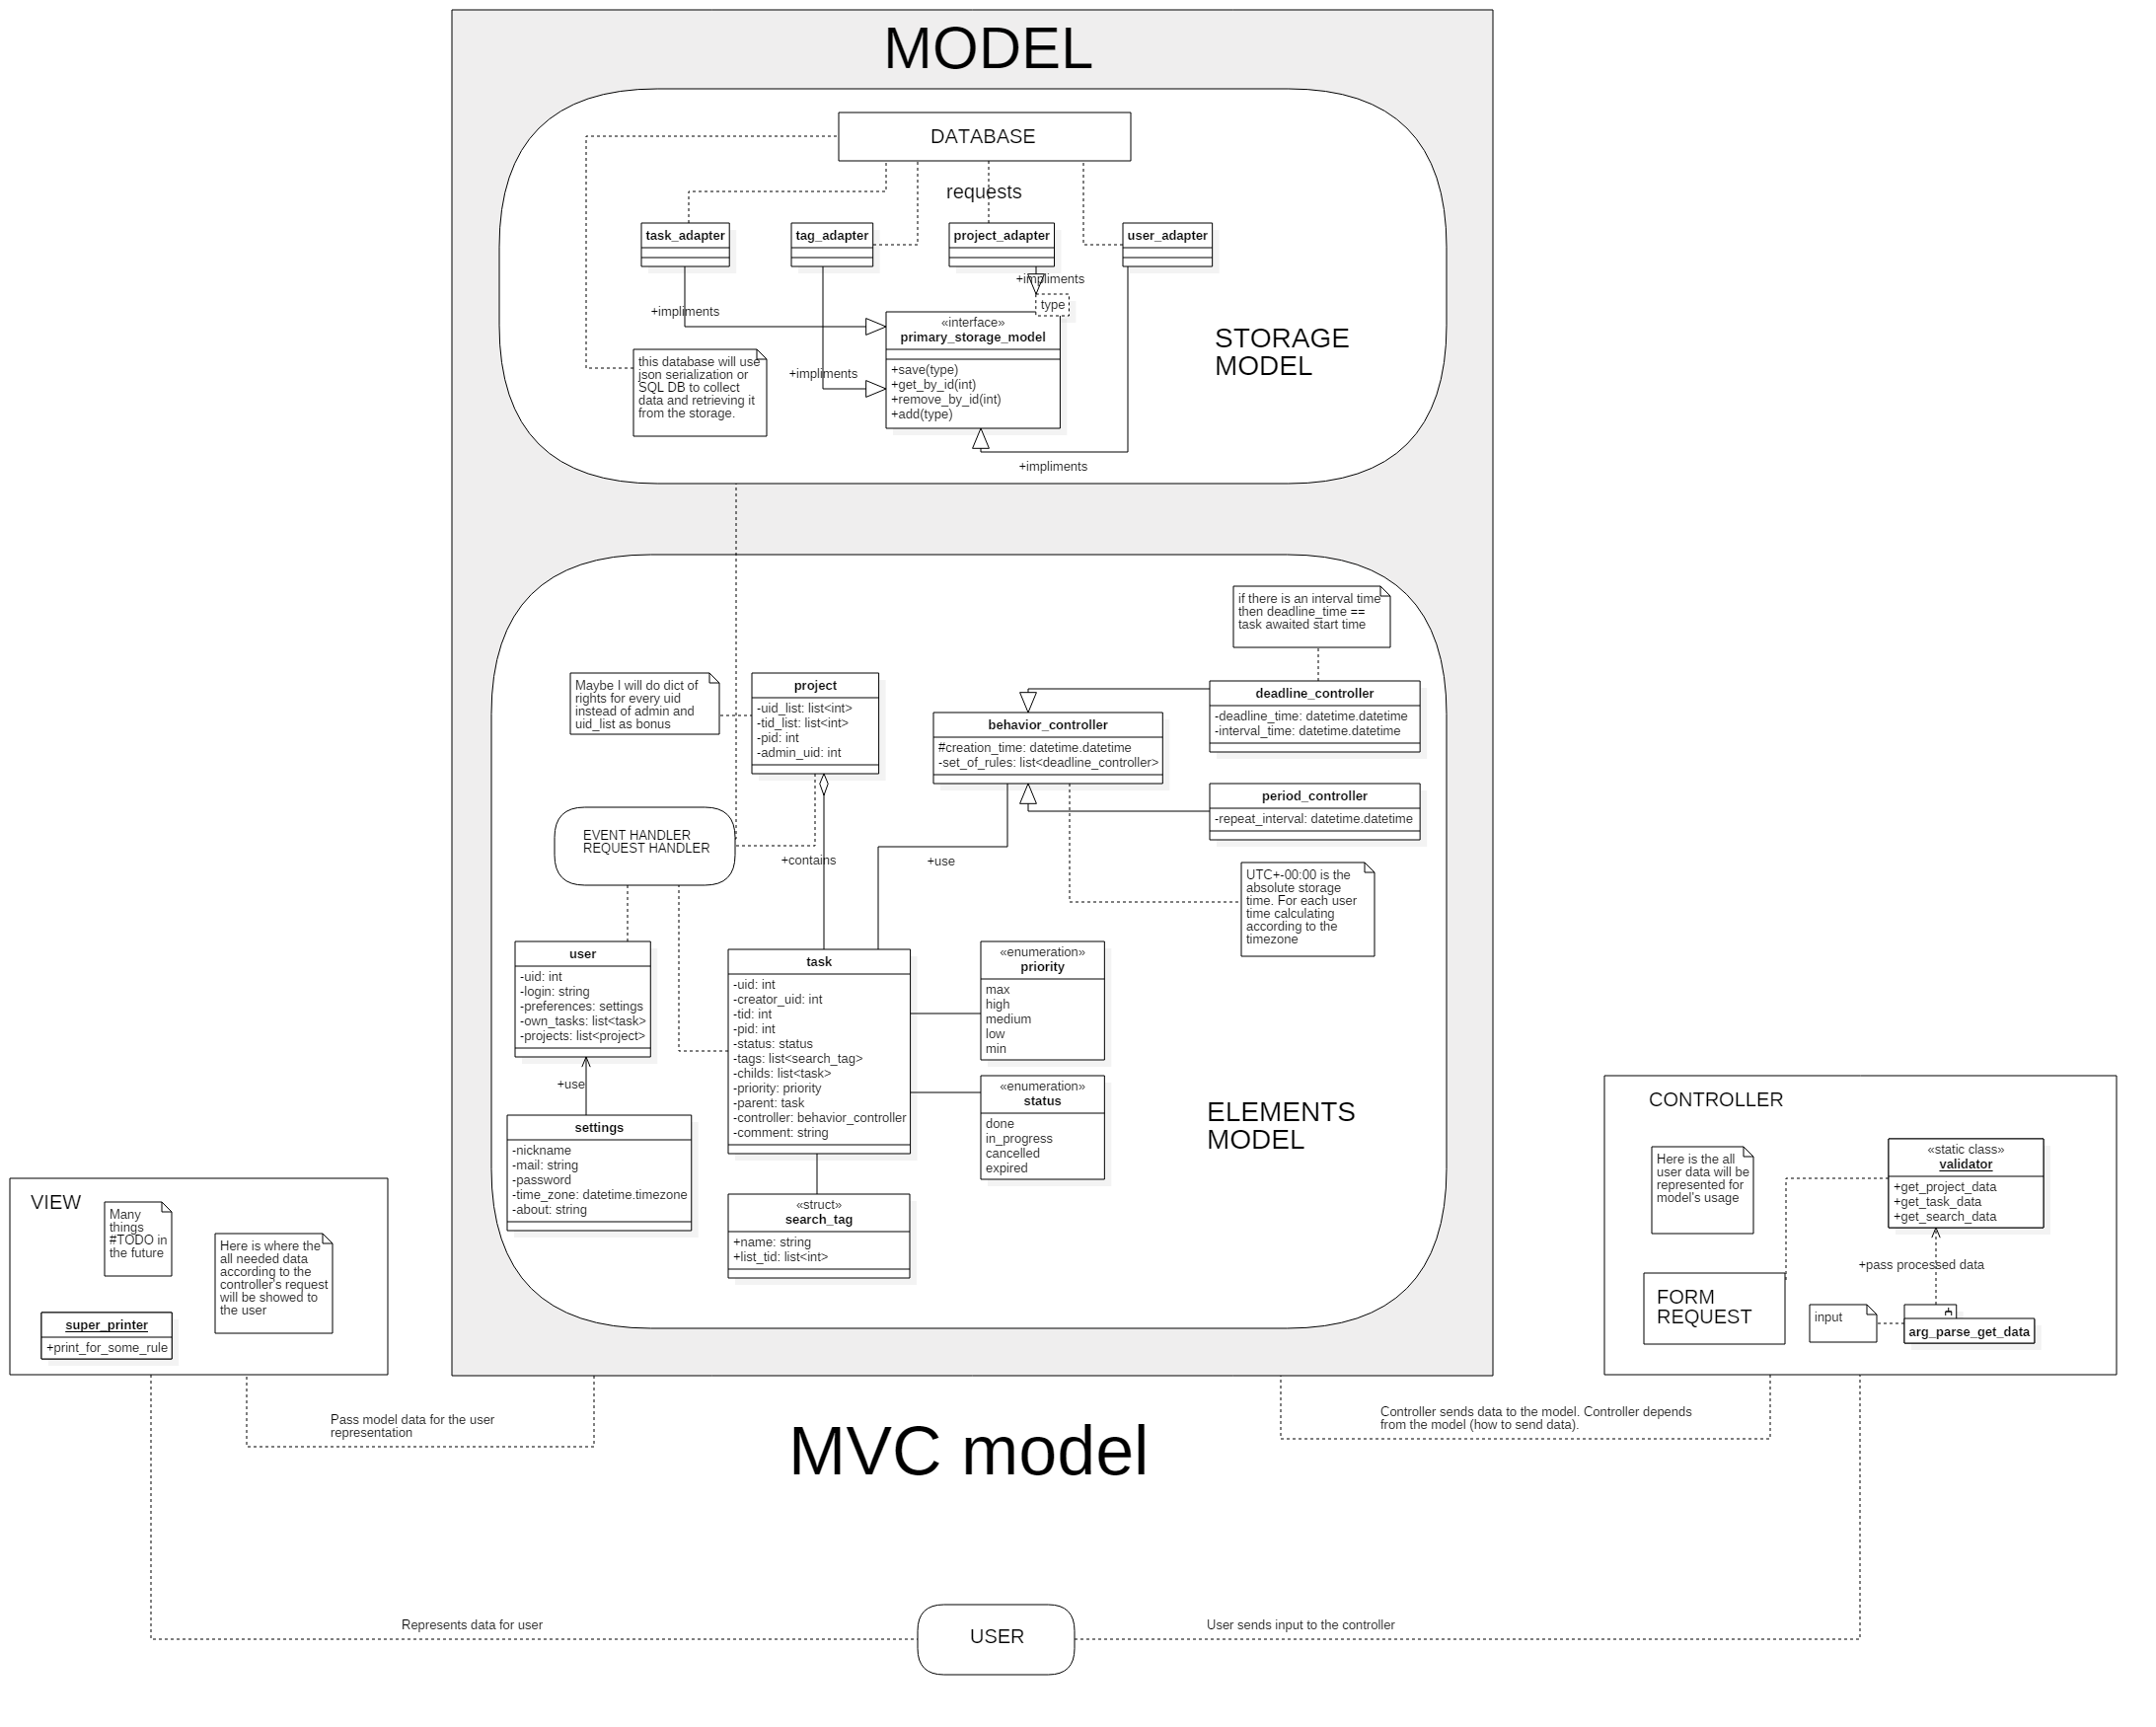 MODEL
DATABASE
requests
task_adapter
tag_adapter
project_adapter
user_adapter
+impliments
type
+impliments
«interface»
primary_storage_model
+save(type)
+get_by_id(int)
+remove_by_id(int)
+add(type)
STORAGE
MODEL
this database will use
json serialization or
SQL DB to collect
data and retrieving it
from the storage.
+impliments
+impliments
if there is an interval time
then deadline_time ==
task awaited start time
Maybe I will do dict of
rights for every uid
instead of admin and
uid_list as bonus
project
-uid_list: list<int>
-tid_list: list<int>
-pid: int
-admin_uid: int
behavior_controller
#creation_time: datetime.datetime
-set_of_rules: list<deadline_controller>
deadline_controller
-deadline_time: datetime.datetime
-interval_time: datetime.datetime
period_controller
-repeat_interval: datetime.datetime
EVENT HANDLER
REQUEST HANDLER
+contains
+use
UTC+-00:00 is the
absolute storage
time. For each user
time calculating
according to the
timezone
user
-uid: int
-login: string
-preferences: settings
-own_tasks: list<task>
-projects: list<project>
+use
settings
-nickname
-mail: string
-password
-time_zone: datetime.timezone
-about: string
task
-uid: int
-creator_uid: int
-tid: int
-pid: int
-status: status
-tags: list<search_tag>
-childs: list<task>
-priority: priority
-parent: task
-controller: behavior_controller
-comment: string
«enumeration»
priority
max
high
medium
low
min
«enumeration»
status
done
in_progress
cancelled
expired
«struct»
search_tag
+name: string
+list_tid: list<int>
ELEMENTS
MODEL
VIEW
Many
things
#TODO in
the future
Here is where the
all needed data
according to the
controller's request
will be showed to
the user
super_printer
+print_for_some_rule
CONTROLLER
Here is the all
user data will be
represented for
model's usage
«static class»
validator
+get_project_data
+get_task_data
+get_search_data
+pass processed data
FORM
REQUEST
input
arg_parse_get_data
Pass model data for the user
representation
Controller sends data to the model. Controller depends
from the model (how to send data).
MVC model
Represents data for user
USER
User sends input to the controller